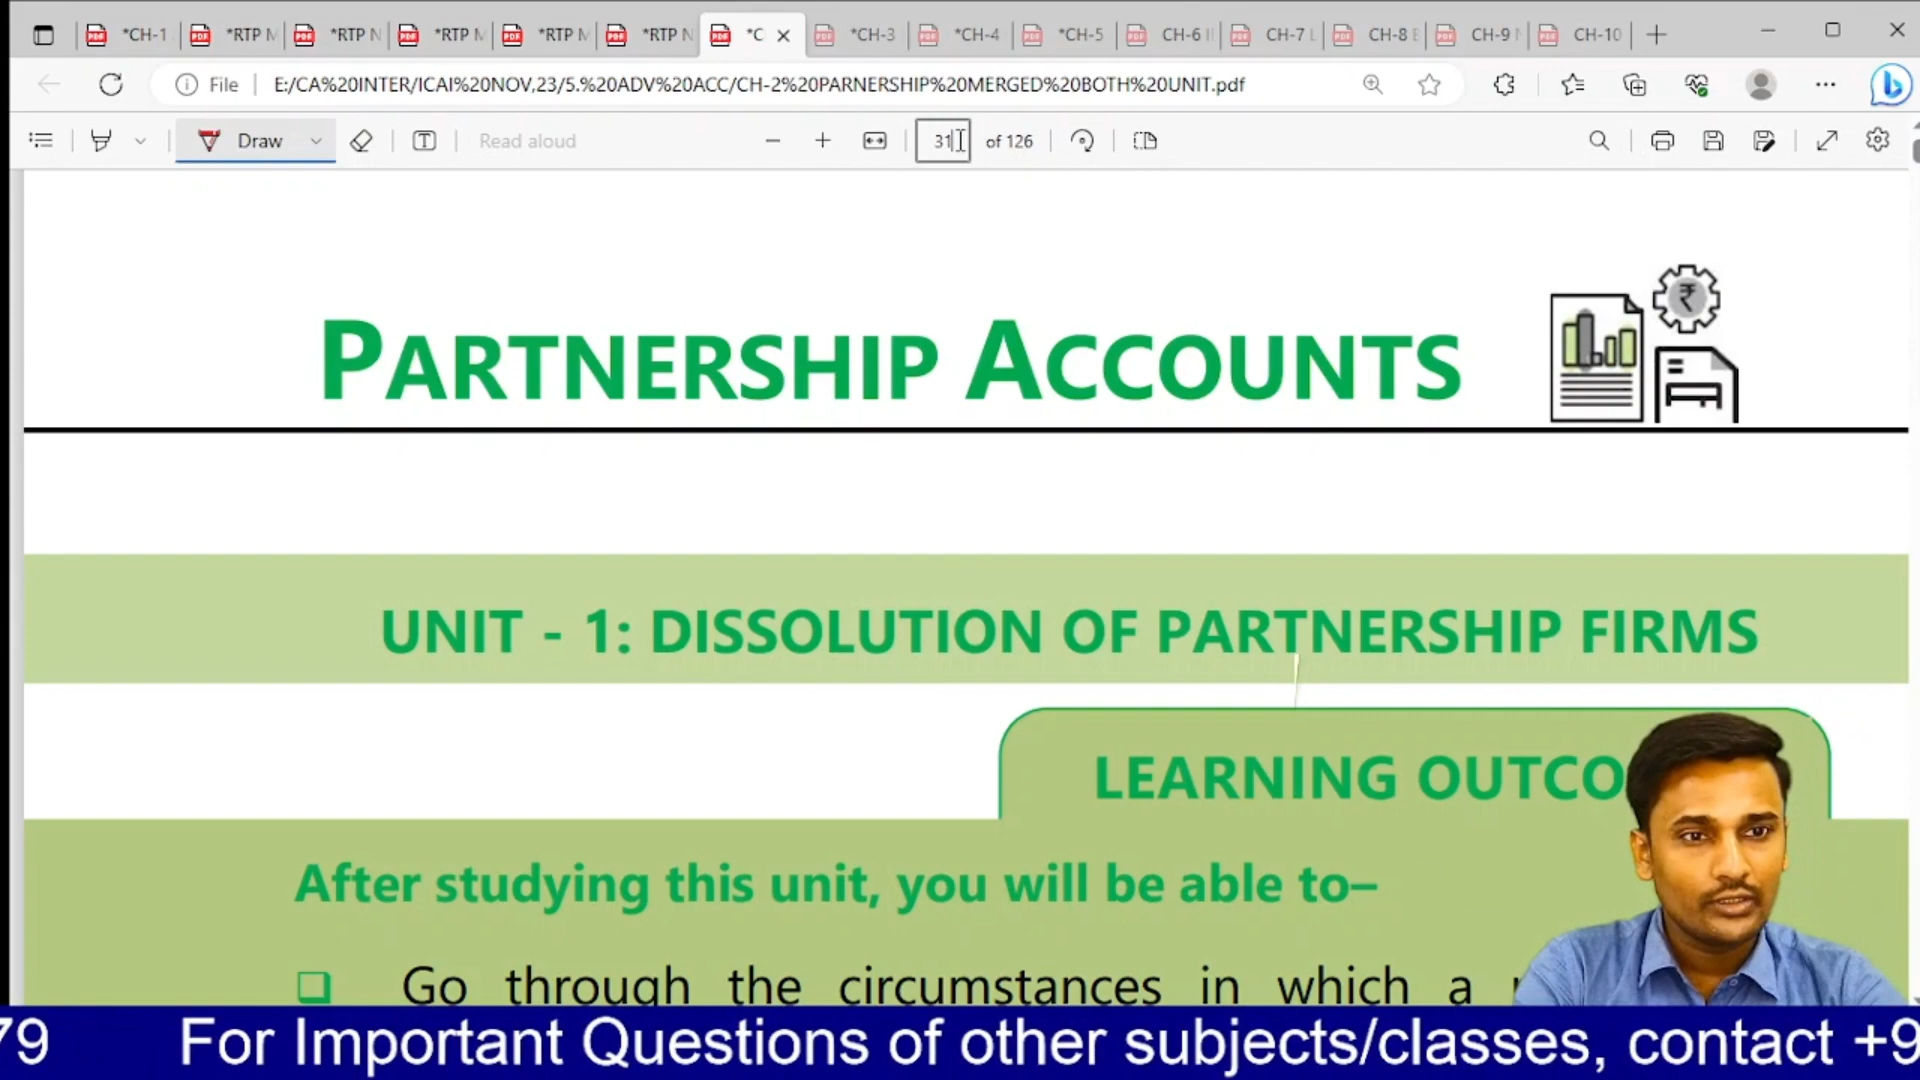 *CH-1
*RTP M
*RTP N
*RTP M
*RTP M
*RTP N
*C
*CH-3
*CH-4
*CH-5
CH-6 I
CH-7 L
CH-8 E
CH-9 N
CH-10
File
E:/CA%20INTER/ICAI%20NOV,23/5.%20ADV%20ACC/CH-2%20PARNERSHIP%20MERGED%20BOTH%20UNIT.pdf
Draw
Read aloud
31 of 126
PARTNERSHIP ACCOUNTS
UNIT - 1: DISSOLUTION OF PARTNERSHIP FIRMS
LEARNING OUTCO
After studying this unit, you will be able to–
Go through the circumstances in which a
79 For Important Questions of other subjects/classes, contact +9